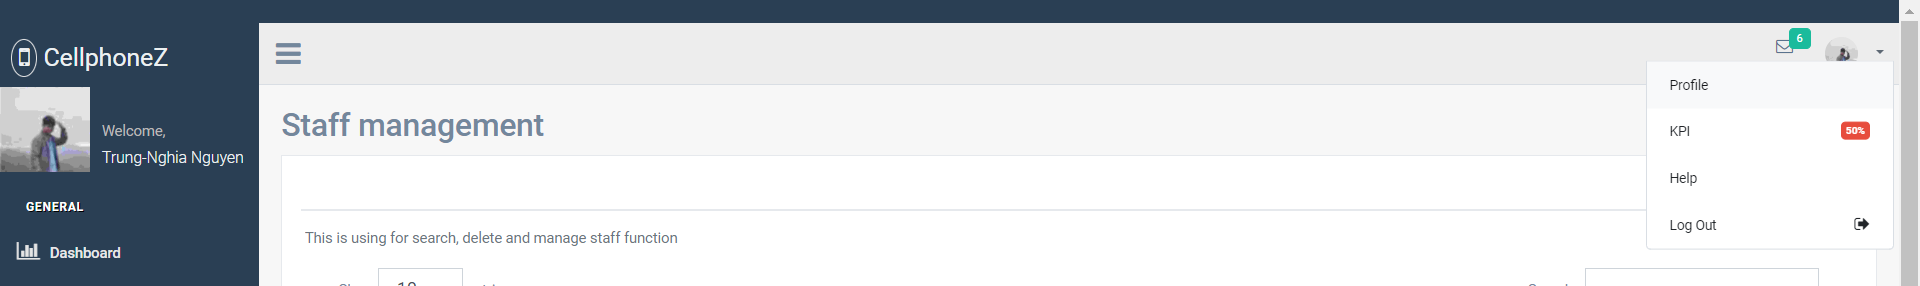 CellphoneZ
Welcome,
Trung-Nghia Nguyen
GENERAL
Dashboard
6
Profile
KPI 50%
Help
Log Out
Staff management
This is using for search, delete and manage staff function